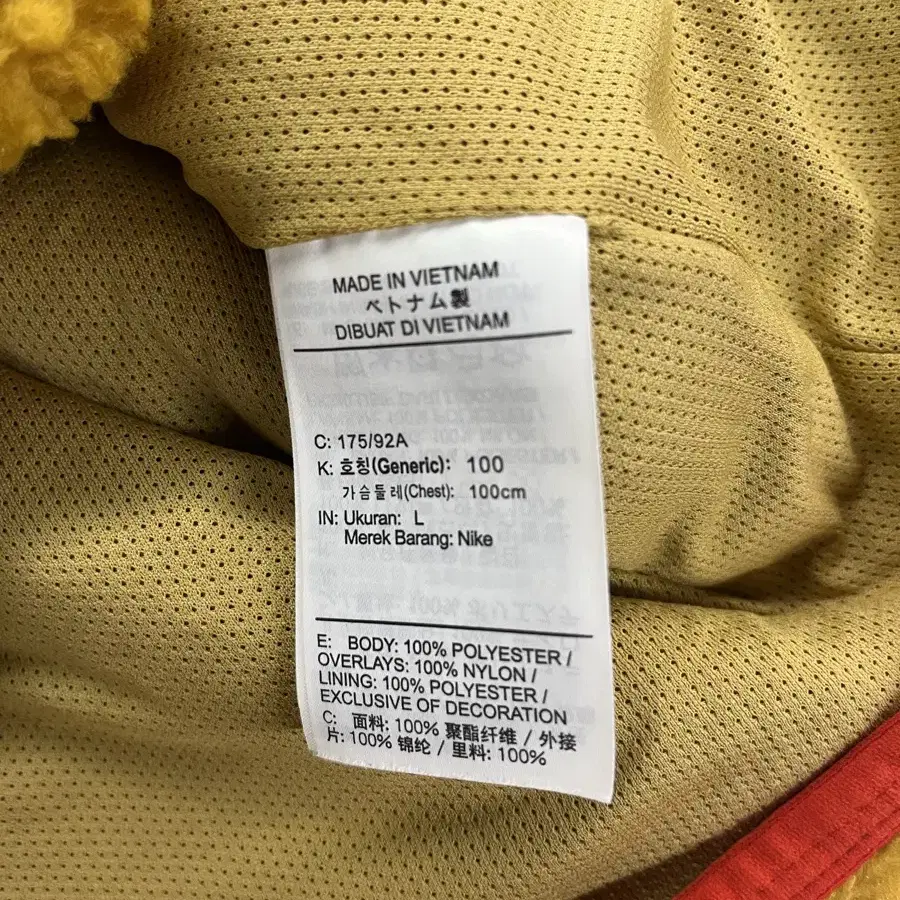 MADE IN VIETNAM
ベトナム製
DIBUAT DI VIETNAM
C: 175/92A
K: 호칭(Generic): 100
가슴둘레(Chest): 100cm
IN: Ukuran: L
Merek Barang: Nike
E: BODY: 100% POLYESTER /
OVERLAYS: 100% NYLON /
LINING: 100% POLYESTER /
EXCLUSIVE OF DECORATION
C: 面料: 100% 聚酯纤维 / 外接
片: 100% 锦纶 / 里料: 100%